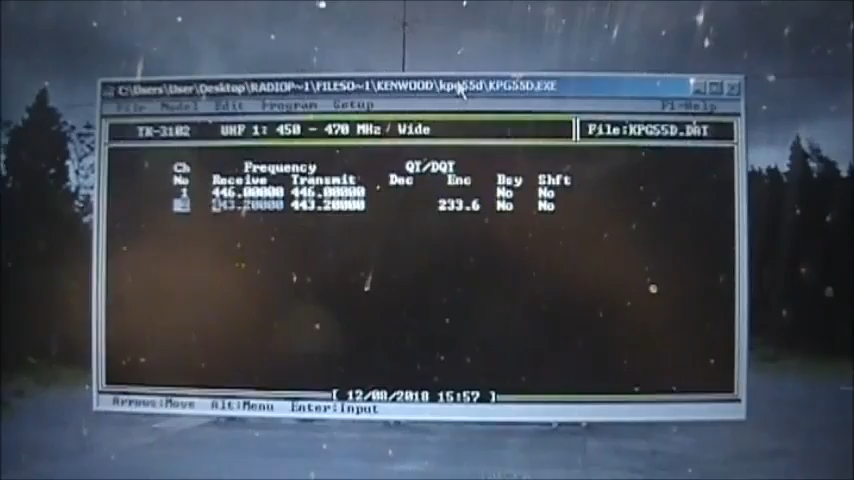 C:\Users\User\Desktop\RADIOP~1\FILESO~1\KENWOOD\kpg55d\KPG55D.EXE
File Model Edit Program Setup F1-Help
TK-3102 UHF 1: 450 - 470 MHz / Wide File:KPG55D.DAT
Ch Frequency QT/DQT
No Receive Transmit Dec Enc Bsy Shft
1 446.00000 446.00000 No No
2 443.20000 443.20000 233.6 No No
[ 12/08/2018 15:57 ]
Arrows:Move Alt:Menu Enter:Input